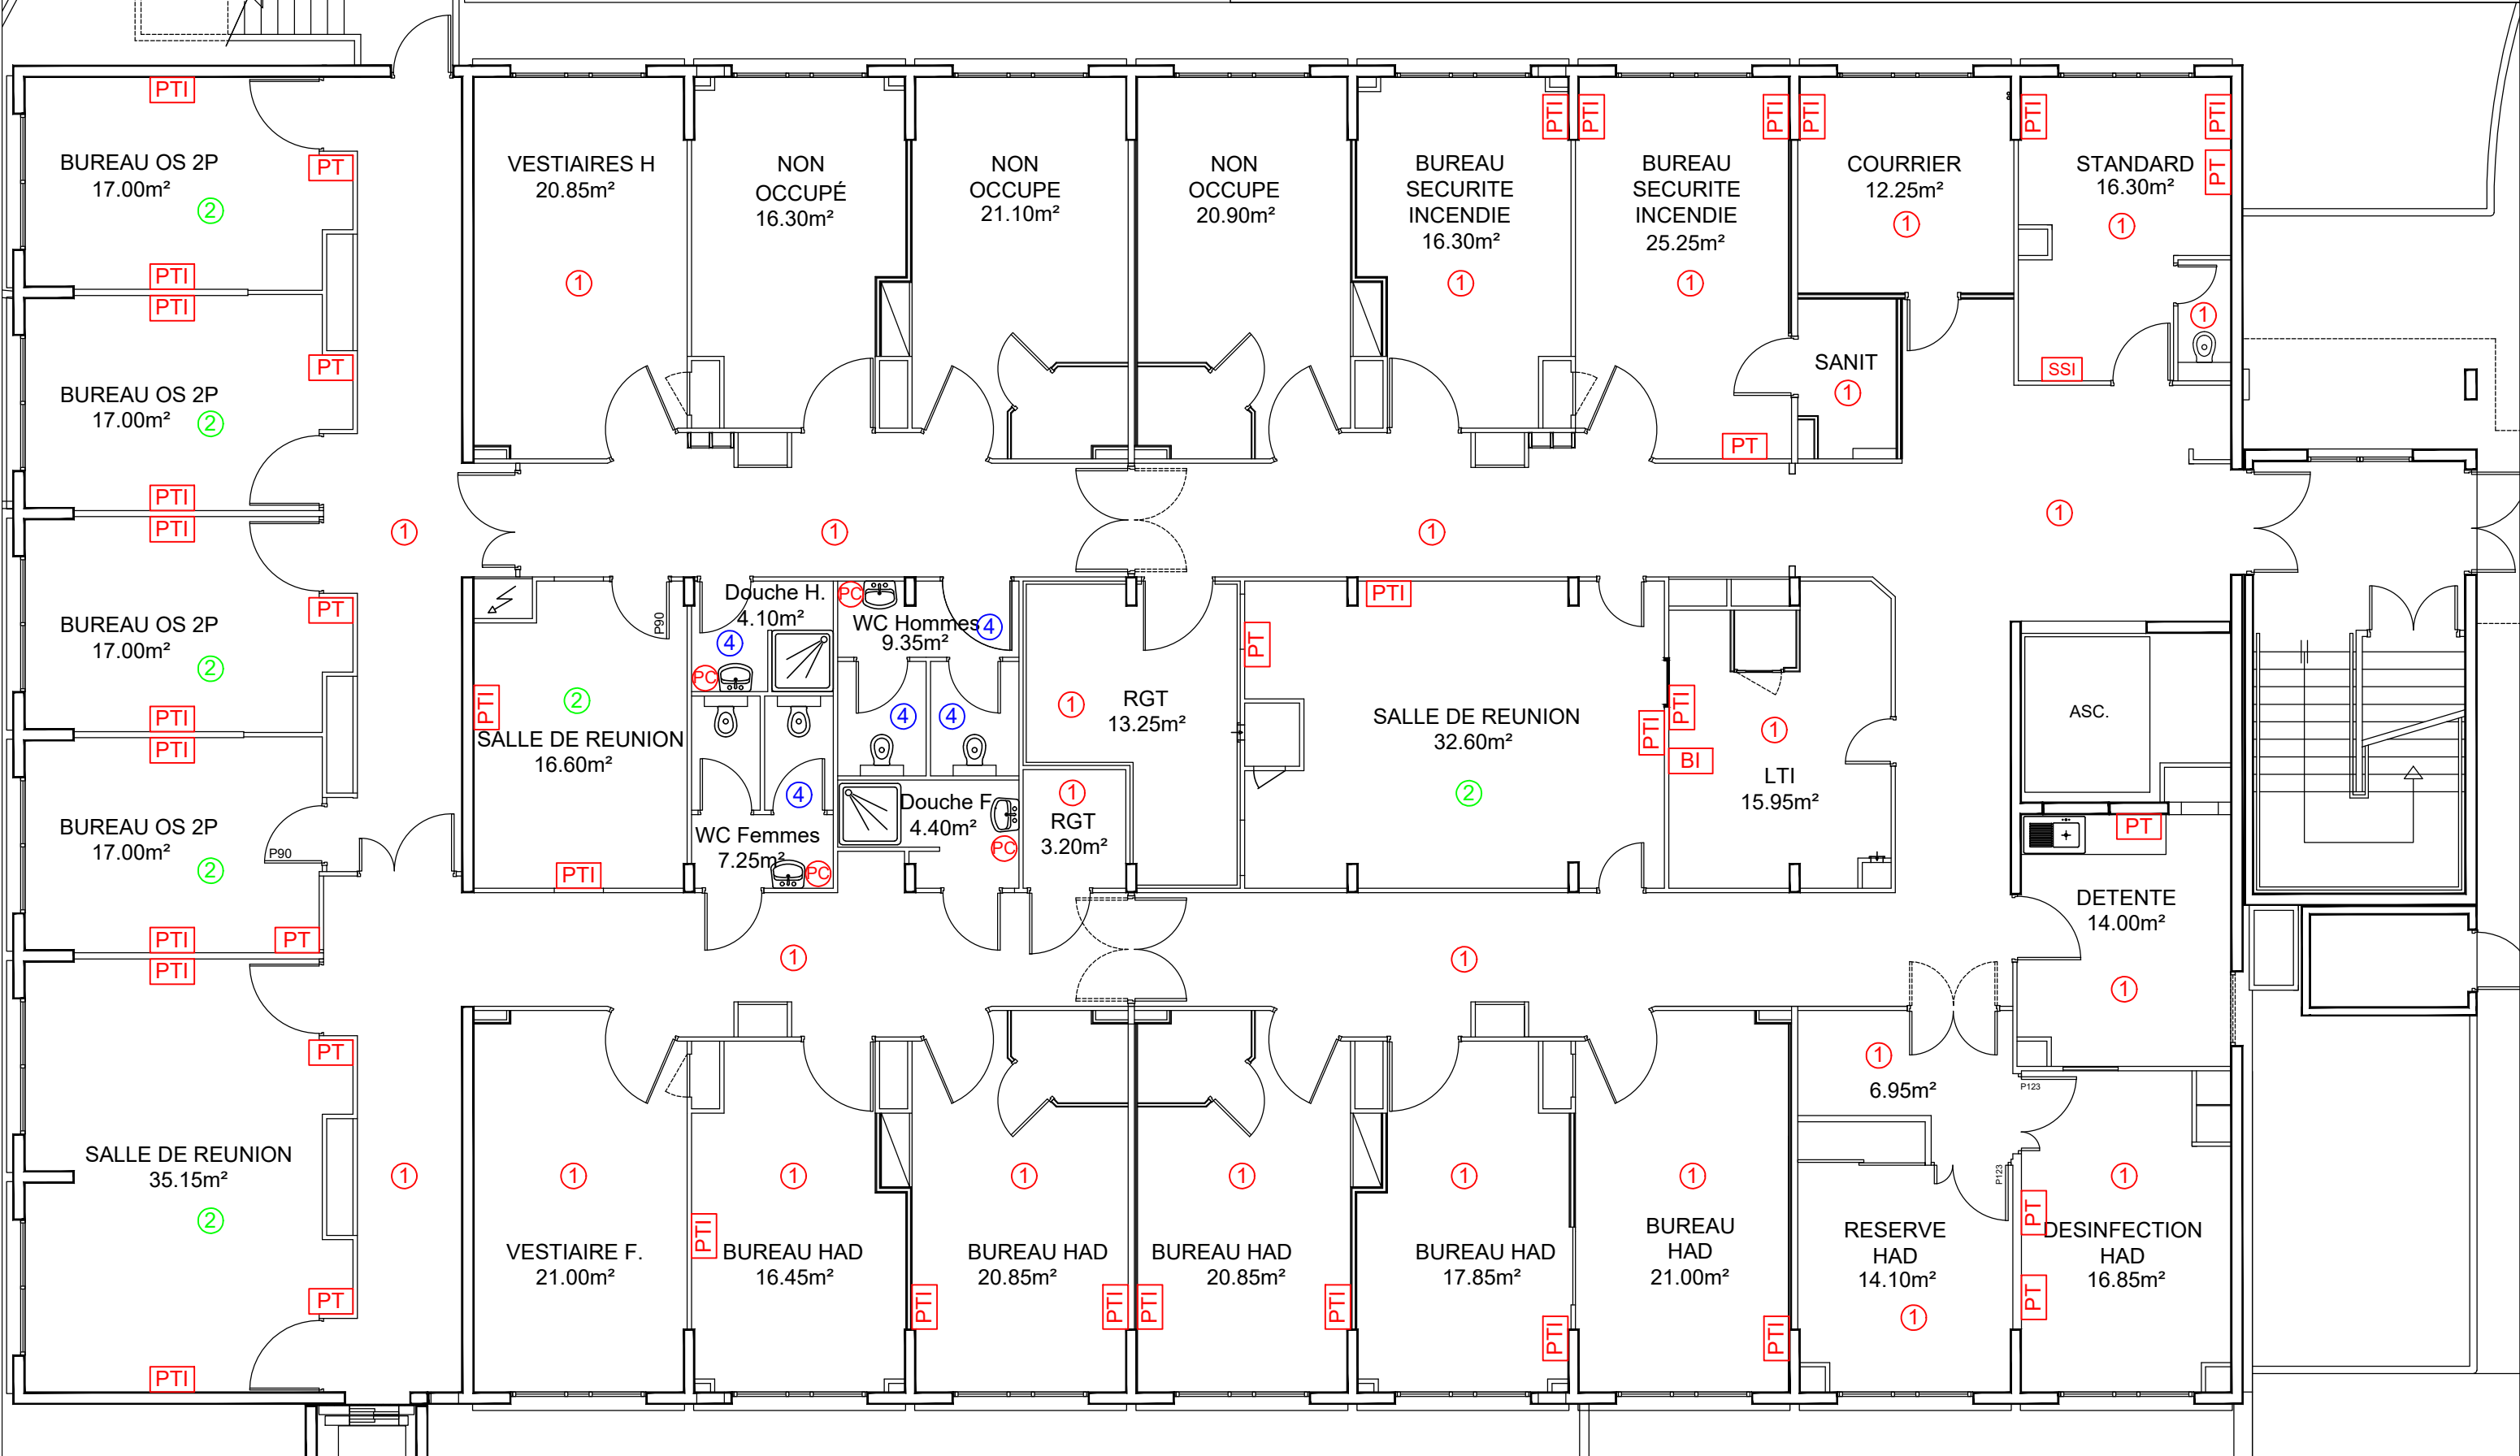 PTI
BUREAU OS 2P
17.00m²
2
PT
PTI
PTI
BUREAU OS 2P
17.00m²
2
PT
PTI
PTI
BUREAU OS 2P
17.00m²
2
PT
PTI
PTI
BUREAU OS 2P
17.00m²
2
P90
PTI
PT
PTI
PT
SALLE DE REUNION
35.15m²
2
PT
PTI
1
1
VESTIAIRES H
20.85m²
1
NON
OCCUPÉ
16.30m²
NON
OCCUPE
21.10m²
NON
OCCUPE
20.90m²
BUREAU
SECURITE
INCENDIE
16.30m²
1
PTI
PTI
BUREAU
SECURITE
INCENDIE
25.25m²
1
PTI
PT
PTI
COURRIER
12.25m²
1
SANIT
1
PTI
STANDARD
16.30m²
1
PTI
PT
1
SSI
1
1
1
P90
2
PTI
SALLE DE REUNION
16.60m²
PTI
Douche H.
4.10m²
4
PC
PC
WC Hommes
9.35m²
4
4
4
4
WC Femmes
7.25m²
PC
Douche F
4.40m²
PC
1
RGT
13.25m²
1
RGT
3.20m²
PTI
PT
SALLE DE REUNION
32.60m²
2
PTI
PTI
BI
1
LTI
15.95m²
ASC.
PT
DETENTE
14.00m²
1
1
1
1
6.95m²
P123
P123
1
VESTIAIRE F.
21.00m²
1
PTI
BUREAU HAD
16.45m²
1
BUREAU HAD
20.85m²
PTI
PTI
1
BUREAU HAD
20.85m²
PTI
PTI
1
BUREAU HAD
17.85m²
PTI
1
BUREAU
HAD
21.00m²
PTI
RESERVE
HAD
14.10m²
1
1
PT
DESINFECTION
HAD
16.85m²
PT